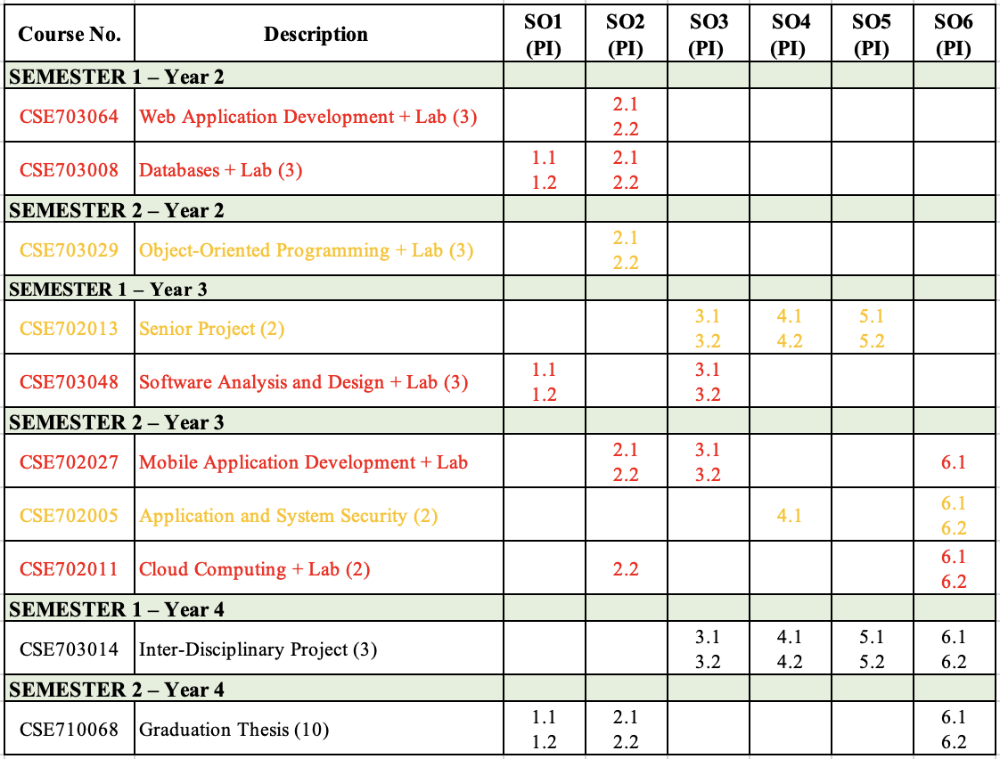 Course No. Description SO1 (PI) SO2 (PI) SO3 (PI) SO4 (PI) SO5 (PI) SO6 (PI)
SEMESTER 1 – Year 2
CSE703064 Web Application Development + Lab (3) 2.1 2.2
CSE703008 Databases + Lab (3) 1.1 1.2 2.1 2.2
SEMESTER 2 – Year 2
CSE703029 Object-Oriented Programming + Lab (3) 2.1 2.2
SEMESTER 1 – Year 3
CSE702013 Senior Project (2) 3.1 3.2 4.1 4.2 5.1 5.2
CSE703048 Software Analysis and Design + Lab (3) 1.1 1.2 3.1 3.2
SEMESTER 2 – Year 3
CSE702027 Mobile Application Development + Lab 2.1 2.2 3.1 3.2 6.1
CSE702005 Application and System Security (2) 4.1 6.1 6.2
CSE702011 Cloud Computing + Lab (2) 2.2 6.1 6.2
SEMESTER 1 – Year 4
CSE703014 Inter-Disciplinary Project (3) 3.1 3.2 4.1 4.2 5.1 5.2 6.1 6.2
SEMESTER 2 – Year 4
CSE710068 Graduation Thesis (10) 1.1 1.2 2.1 2.2 6.1 6.2